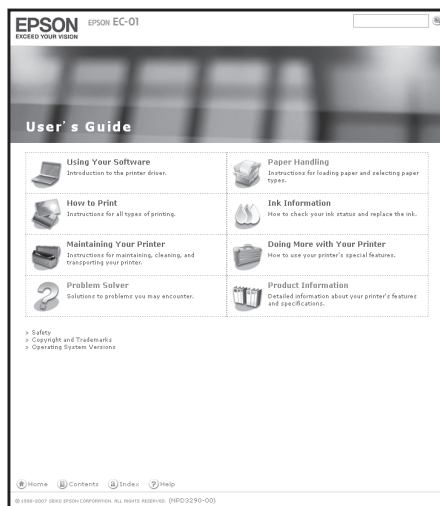 EPSON
EXCEED YOUR VISION
EPSON EC-01
User's Guide
Using Your Software
Introduction to the printer driver.
Paper Handling
Instructions for loading paper and selecting paper
types.
How to Print
Instructions for all types of printing.
Ink Information
How to check your ink status and replace the ink.
Maintaining Your Printer
Instructions for maintaining, cleaning, and
transporting your printer.
Doing More with Your Printer
How to use your printer's special features.
Problem Solver
Solutions to problems you may encounter.
Product Information
Detailed information about your printer's features
and specifications.
» Safety
» Copyright and Trademarks
» Operating System Versions
Home Contents Index Help
© 1998-2007 SEIKO EPSON CORPORATION. ALL RIGHTS RESERVED. (NPD3290-00)